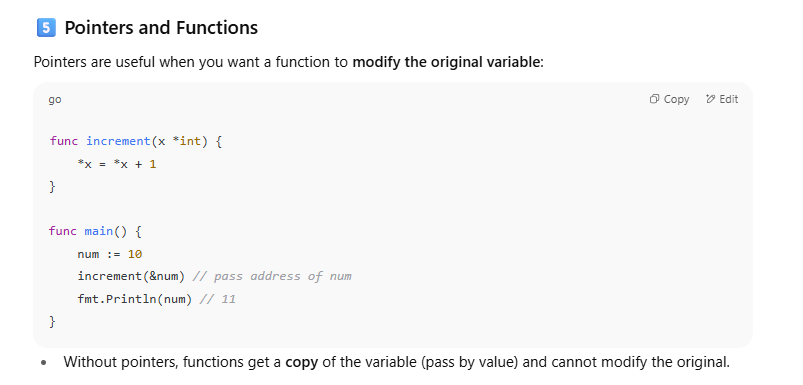 5 Pointers and Functions
Pointers are useful when you want a function to modify the original variable:
go Copy Edit
func increment(x *int) {
    *x = *x + 1
}

func main() {
    num := 10
    increment(&num) // pass address of num
    fmt.Println(num) // 11
}
• Without pointers, functions get a copy of the variable (pass by value) and cannot modify the original.